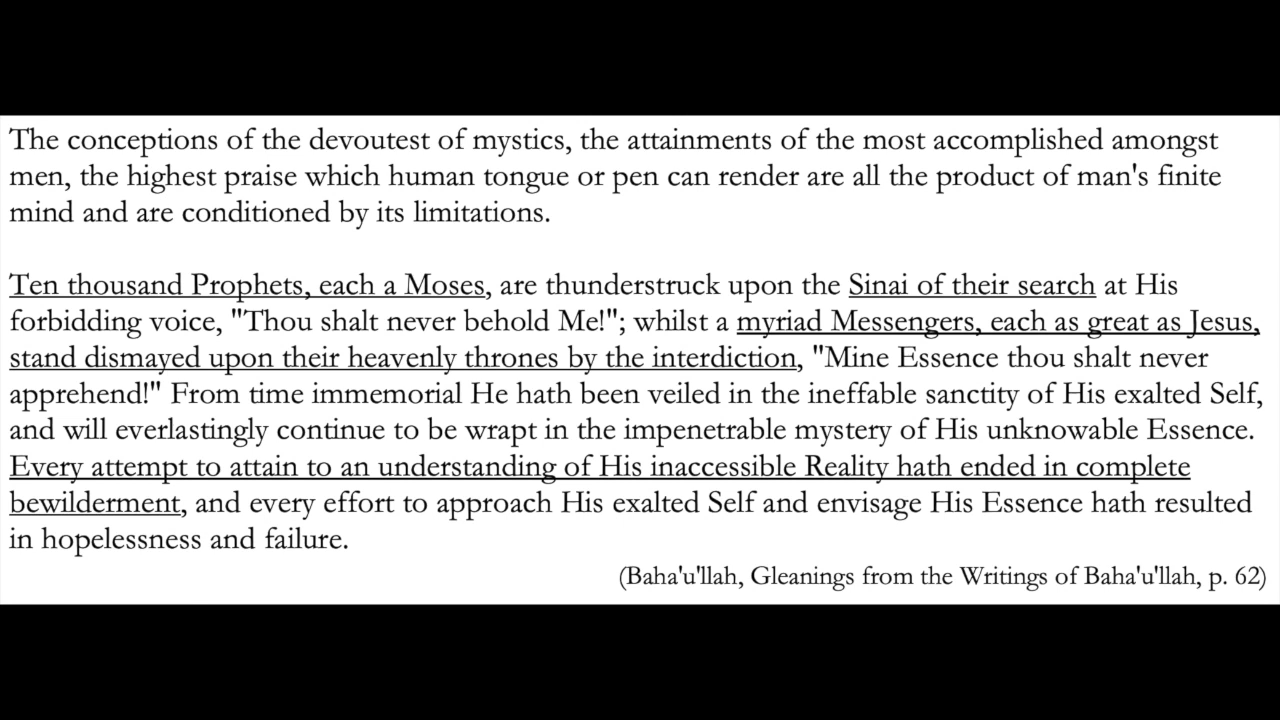 The conceptions of the devoutest of mystics, the attainments of the most accomplished amongst
men, the highest praise which human tongue or pen can render are all the product of man's finite
mind and are conditioned by its limitations.
Ten thousand Prophets, each a Moses, are thunderstruck upon the Sinai of their search at His
forbidding voice, "Thou shalt never behold Me!"; whilst a myriad Messengers, each as great as Jesus,
stand dismayed upon their heavenly thrones by the interdiction, "Mine Essence thou shalt never
apprehend!" From time immemorial He hath been veiled in the ineffable sanctity of His exalted Self,
and will everlastingly continue to be wrapt in the impenetrable mystery of His unknowable Essence.
Every attempt to attain to an understanding of His inaccessible Reality hath ended in complete
bewilderment, and every effort to approach His exalted Self and envisage His Essence hath resulted
in hopelessness and failure.
(Baha'u'llah, Gleanings from the Writings of Baha'u'llah, p. 62)